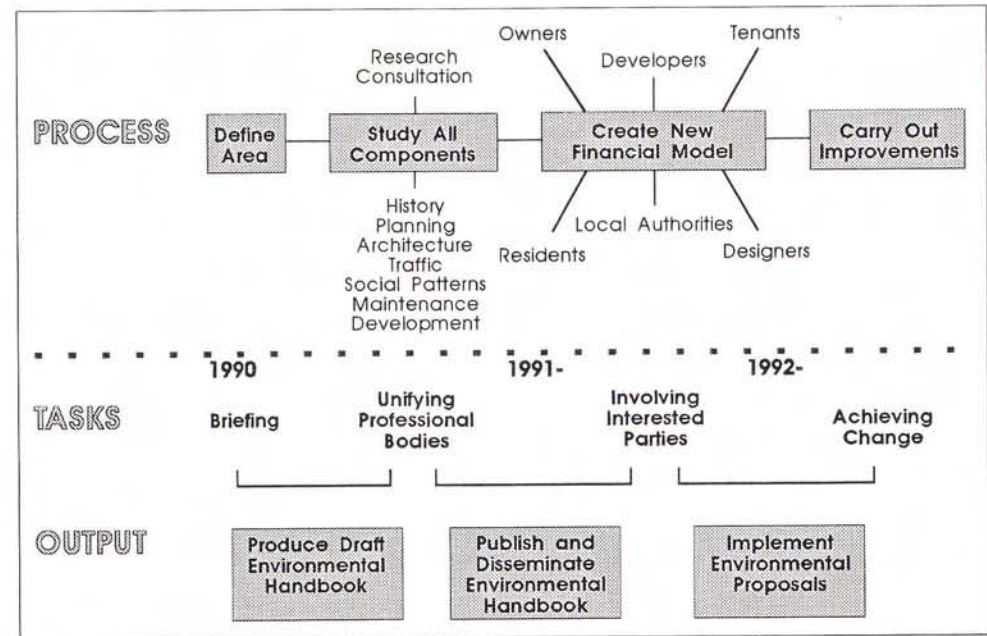 Owners
Tenants
Research
Consultation
Developers
PROCESS
Define
Area
Study All
Components
Create New
Financial Model
Carry Out
Improvements
History
Planning
Architecture
Traffic
Social Patterns
Maintenance
Development
Residents
Local Authorities
Designers
1990
1991-
1992-
TASKS
Briefing
Unifying
Professional
Bodies
Involving
Interested
Parties
Achieving
Change
OUTPUT
Produce Draft
Environmental
Handbook
Publish and
Disseminate
Environmental
Handbook
Implement
Environmental
Proposals